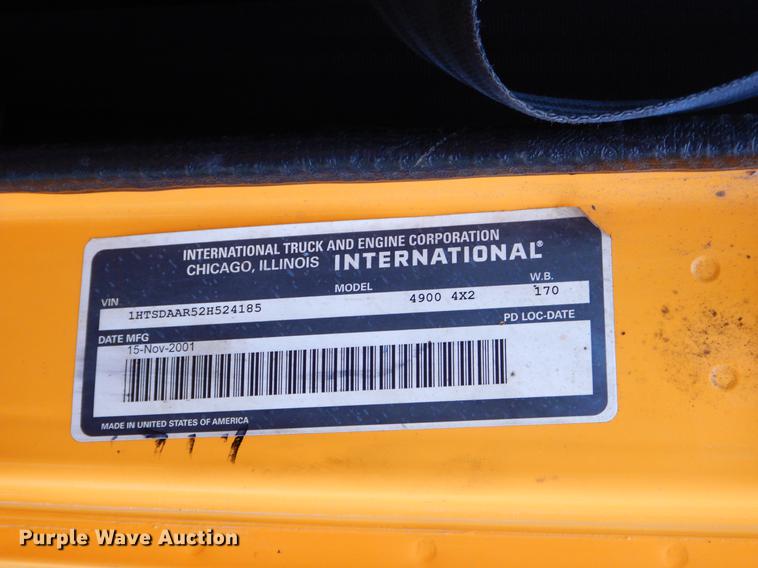 INTERNATIONAL TRUCK AND ENGINE CORPORATION
CHICAGO, ILLINOIS INTERNATIONAL®
VIN MODEL W.B.
1HTSDAAR52H524185 4900 4X2 170
DATE MFG PD LOC-DATE
15-Nov-2001
MADE IN UNITED STATES OF AMERICA
Purple Wave Auction